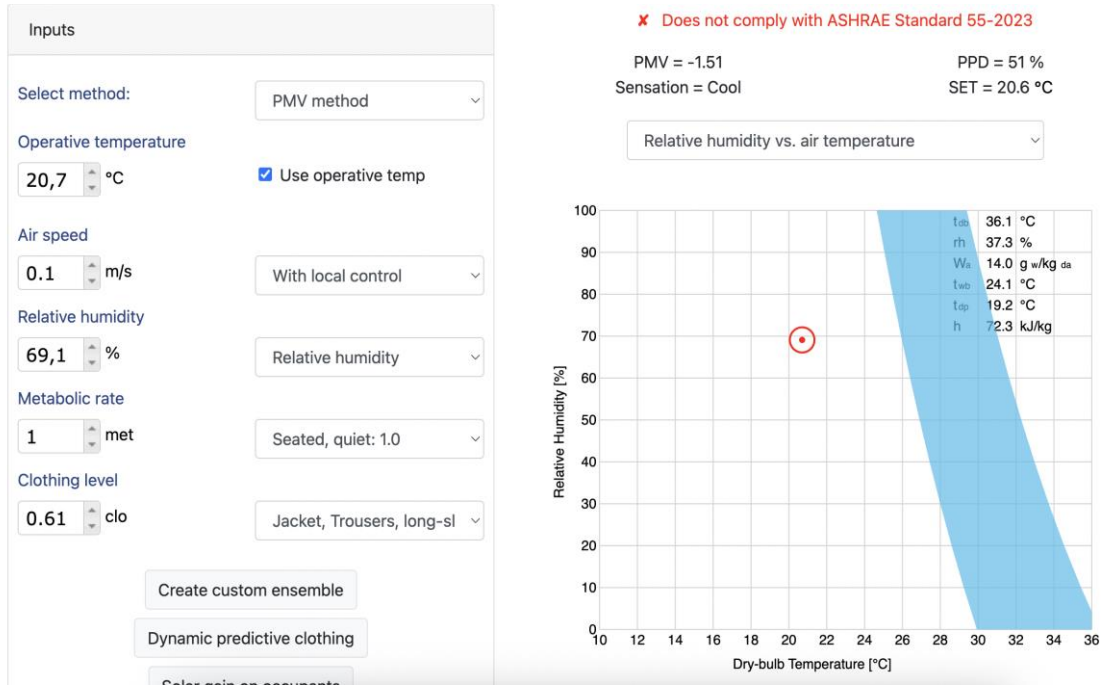 Inputs
Select method:
PMV method
Operative temperature
20,7 °C
Use operative temp
Air speed
0.1 m/s
With local control
Relative humidity
69,1 %
Relative humidity
Metabolic rate
1 met
Seated, quiet: 1.0
Clothing level
0.61 clo
Jacket, Trousers, long-sl
Create custom ensemble
Dynamic predictive clothing
Solar gain on occupants
✘ Does not comply with ASHRAE Standard 55-2023
PMV = -1.51 PPD = 51 %
Sensation = Cool SET = 20.6 °C
Relative humidity vs. air temperature
tdb 36.1 °C
rh 37.3 %
Wa 14.0 g w/kg da
twb 24.1 °C
tdp 19.2 °C
h 72.3 kJ/kg
Relative Humidity [%]
100
90
80
70
60
50
40
30
20
10
0
10 12 14 16 18 20 22 24 26 28 30 32 34 36
Dry-bulb Temperature [°C]